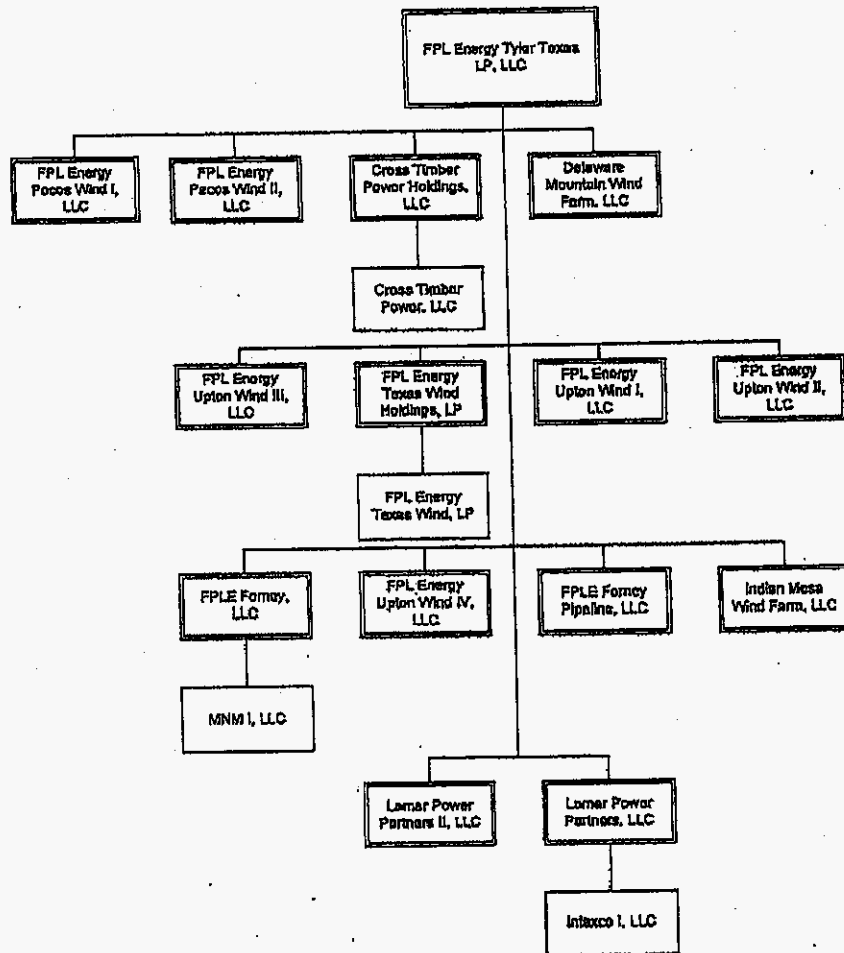 FPL Energy Tyler Texas
LP, LLC
FPL Energy
Pecos Wind I,
LLC
FPL Energy
Pecos Wind II,
LLC
Cross Timber
Power Holdings,
LLC
Delaware
Mountain Wind
Farm, LLC
Cross Timber
Power, LLC
FPL Energy
Upton Wind III,
LLC
FPL Energy
Texas Wind
Holdings, LP
FPL Energy
Upton Wind I,
LLC
FPL Energy
Upton Wind II,
LLC
FPL Energy
Texas Wind, LP
FPLE Forney,
LLC
FPL Energy
Upton Wind IV,
LLC
FPLE Forney
Pipeline, LLC
Indian Mesa
Wind Farm, LLC
MNM I, LLC
Lamar Power
Partners II, LLC
Lamar Power
Partners, LLC
Intexco I, LLC